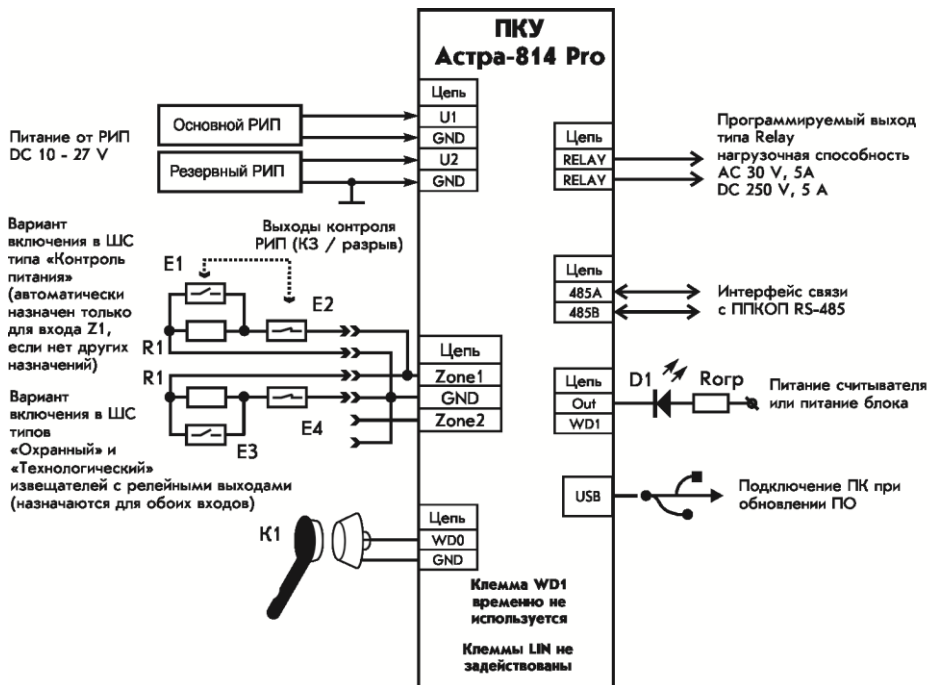 ПКУ
Астра-814 Pro
Цепь
U1
GND
U2
GND
Основной РИП
Резервный РИП
Питание от РИП
DC 10 - 27 V
Цепь
RELAY
RELAY
Программируемый выход
типа Relay
нагрузочная способность
AC 30 V, 5A
DC 250 V, 5 A
Выходы контроля
РИП (КЗ / разрыв)
Вариант
включения в ШС
типа «Контроль
питания»
(автоматически
назначен только
для входа Z1,
если нет других
назначений)
E1
E2
R1
R1
E3
E4
Вариант
включения в ШС
типов
«Охранный» и
«Технологический»
извещателей с релейными выходами
(назначаются для обоих входов)
Цепь
Zone1
GND
Zone2
Цепь
485A
485B
Интерфейс связи
с ППКОП RS-485
Цепь
Out
WD1
D1
Rогр
Питание считывателя
или питание блока
USB
Подключение ПК при
обновлении ПО
К1
Цепь
WD0
GND
Клемма WD1
временно не
используется
Клеммы LIN не
задействованы